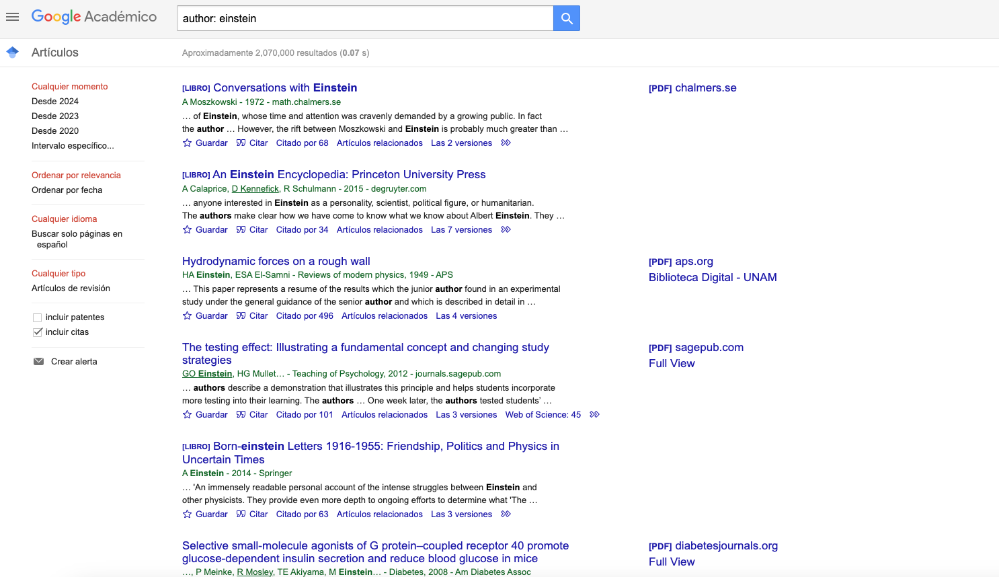 Google Académico
author: einstein
Artículos
Aproximadamente 2,070,000 resultados (0.07 s)
Cualquier momento
Desde 2024
Desde 2023
Desde 2020
Intervalo específico...
Ordenar por relevancia
Ordenar por fecha
Cualquier idioma
Buscar solo páginas en
español
Cualquier tipo
Artículos de revisión
incluir patentes
incluir citas
Crear alerta
[LIBRO] Conversations with Einstein
A Moszkowski - 1972 - math.chalmers.se
… of Einstein, whose time and attention was cravenly demanded by a growing public. In fact
the author … However, the rift between Moszkowski and Einstein is probably much greater than …
Guardar Citar Citado por 68 Artículos relacionados Las 2 versiones
[PDF] chalmers.se
[LIBRO] An Einstein Encyclopedia: Princeton University Press
A Calaprice, D Kennefick, R Schulmann - 2015 - degruyter.com
… anyone interested in Einstein as a personality, scientist, political figure, or humanitarian.
The authors make clear how we have come to know what we know about Albert Einstein. They …
Guardar Citar Citado por 34 Artículos relacionados Las 7 versiones
Hydrodynamic forces on a rough wall
HA Einstein, ESA El-Samni - Reviews of modern physics, 1949 - APS
… This paper represents a resume of the results which the junior author found in an experimental
study under the general guidance of the senior author and which is described in detail in …
Guardar Citar Citado por 496 Artículos relacionados Las 4 versiones
[PDF] aps.org
Biblioteca Digital - UNAM
The testing effect: Illustrating a fundamental concept and changing study
strategies
GO Einstein, HG Mullet… - Teaching of Psychology, 2012 - journals.sagepub.com
… authors describe a demonstration that illustrates this principle and helps students incorporate
more testing into their learning. The authors … One week later, the authors tested students' …
Guardar Citar Citado por 101 Artículos relacionados Las 3 versiones Web of Science: 45
[PDF] sagepub.com
Full View
[LIBRO] Born-einstein Letters 1916-1955: Friendship, Politics and Physics in
Uncertain Times
A Einstein - 2014 - Springer
… 'An immensely readable personal account of the intense struggles between Einstein and
other physicists. They provide even more depth to ongoing efforts to determine what 'The …
Guardar Citar Citado por 63 Artículos relacionados Las 3 versiones
Selective small-molecule agonists of G protein–coupled receptor 40 promote
glucose-dependent insulin secretion and reduce blood glucose in mice
…, P Meinke, R Mosley, TE Akiyama, M Einstein… - Diabetes, 2008 - Am Diabetes Assoc
[PDF] diabetesjournals.org
Full View